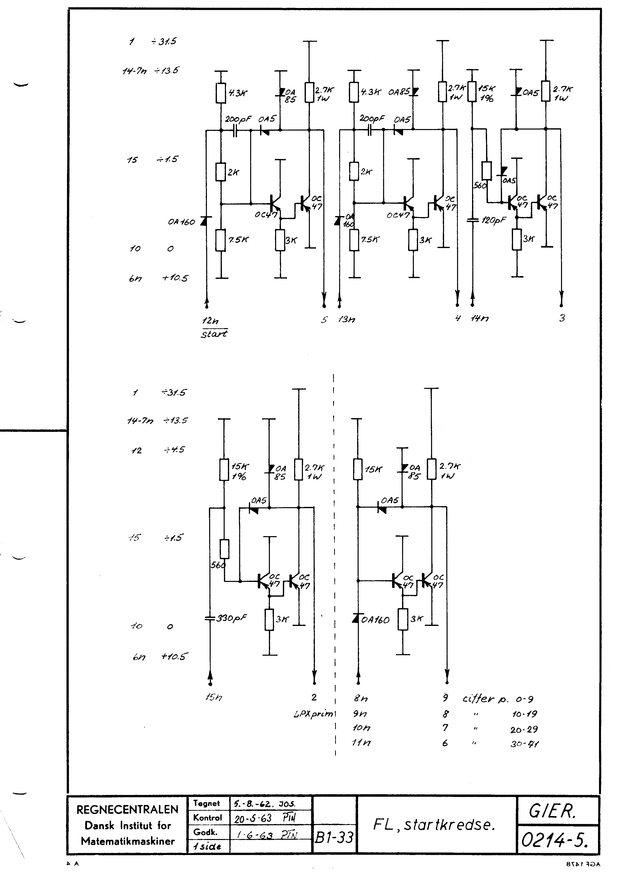 1 ÷31.5
14-7n ÷13.5
4.3K OA 85 2.7K 1W 4.3K OA85 2.7K 1W 15K 1% OA5 2.7K 1W
200pF OA5 200pF OA5
15 ÷1.5
2K 2K 560 OA5
OC47 OC 47 OC47 OC 47 OC 47 OC 47
OA160 OA 160 120pF
10 0 7.5K 3K 7.5K 3K 3K
6n +10.5
12n 5 13n 4 14n 3
start
1 ÷31.5
14-7n ÷13.5
12 ÷4.5
15K 1% OA 85 2.7K 1W 15K OA 85 2.7K 1W
OA5 OA5
15 ÷1.5
560 OC 47 OC 47 OC 47 OC 47
330pF 3K OA160 3K
10 0
6n +10.5
15n 2 8n 9 citter p. 0-9
LPXprim 9n 8 " 10-19
10n 7 " 20-29
11n 6 " 30-41
REGNECENTRALEN
Dansk Institut for
Matematikmaskiner
Tegnet 5.-8.-62. JOS.
Kontrol 20-5-63 PIN
Godk. 1-6-63 PIN
1 side
B1-33
FL, startkredse.
GIER.
0214-5.
A 4
AGF 1478